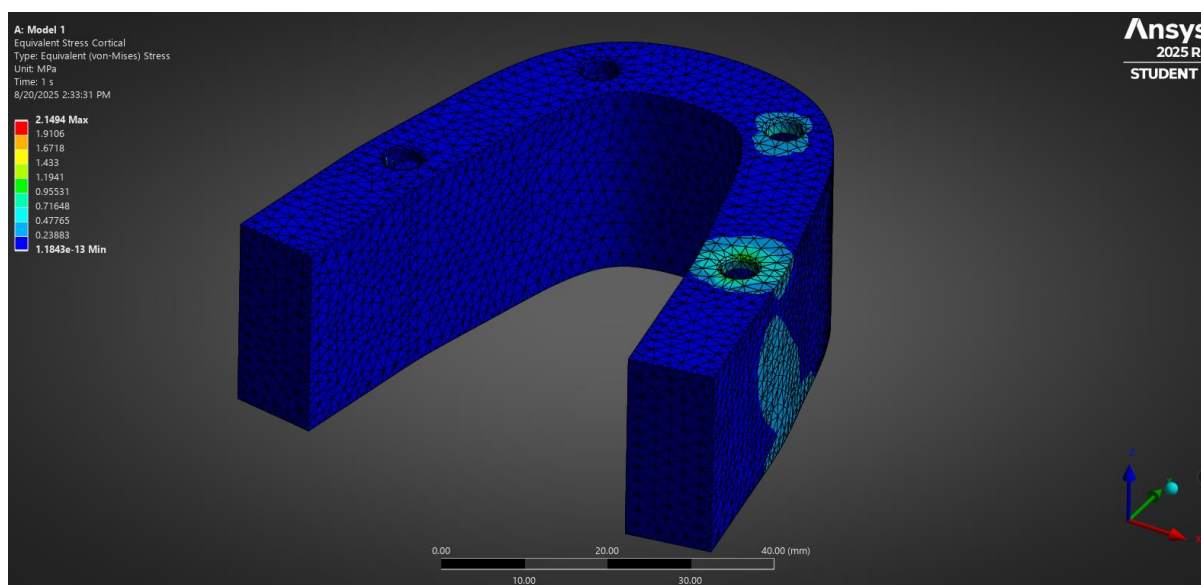 A: Model 1
Equivalent Stress Cortical
Type: Equivalent (von-Mises) Stress
Unit: MPa
Time: 1 s
8/20/2025 2:33:31 PM
2.1494 Max
1.9106
1.6718
1.433
1.1941
0.95531
0.71648
0.47765
0.23883
1.1843e-13 Min
Ansys
2025 R
STUDENT
0.00 20.00 40.00 (mm)
10.00 30.00
Z
X